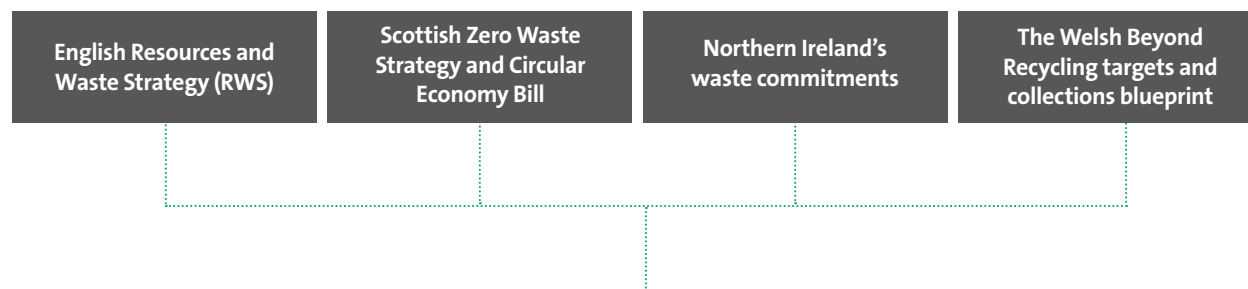 English Resources and
Waste Strategy (RWS)
Scottish Zero Waste
Strategy and Circular
Economy Bill
Northern Ireland’s
waste commitments
The Welsh Beyond
Recycling targets and
collections blueprint